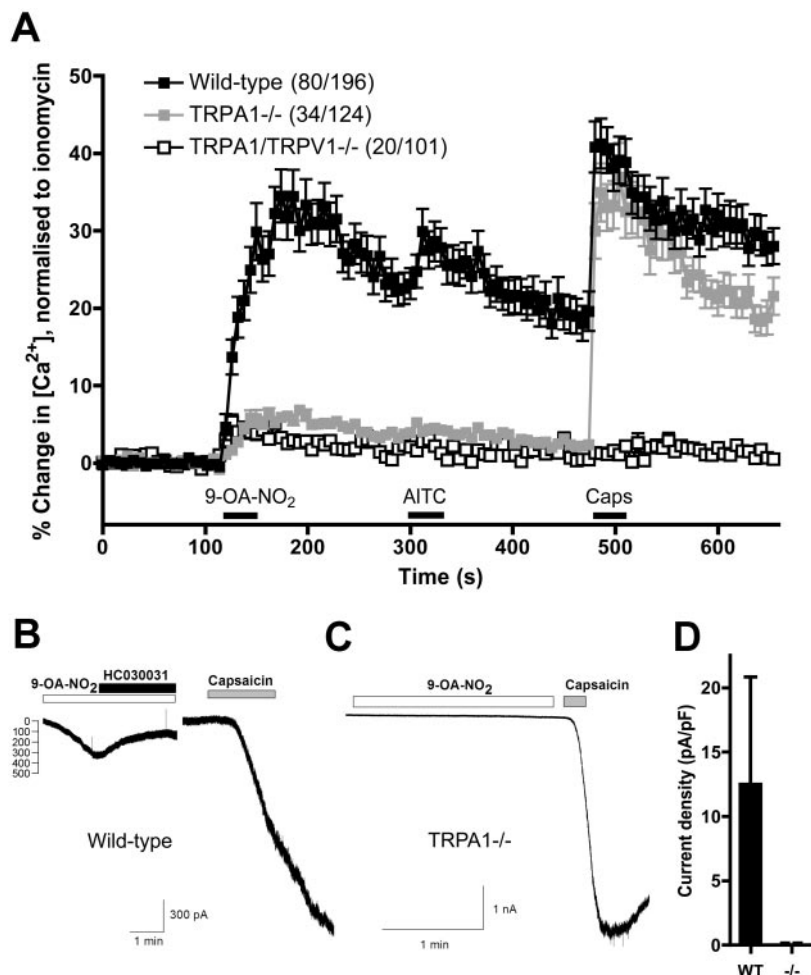 A
% Change in [Ca²⁺], normalised to ionomycin
50
40
30
20
10
0
Wild-type (80/196)
TRPA1-/- (34/124)
TRPA1/TRPV1-/- (20/101)
9-OA-NO₂
AITC
Caps
0
100
200
300
400
500
600
Time (s)
B
9-OA-NO₂
HC030031
Capsaicin
0
100
200
300
400
500
Wild-type
300 pA
1 min
C
9-OA-NO₂
Capsaicin
TRPA1-/-
1 nA
1 min
D
Current density (pA/pF)
20
15
10
5
0
WT
-/-